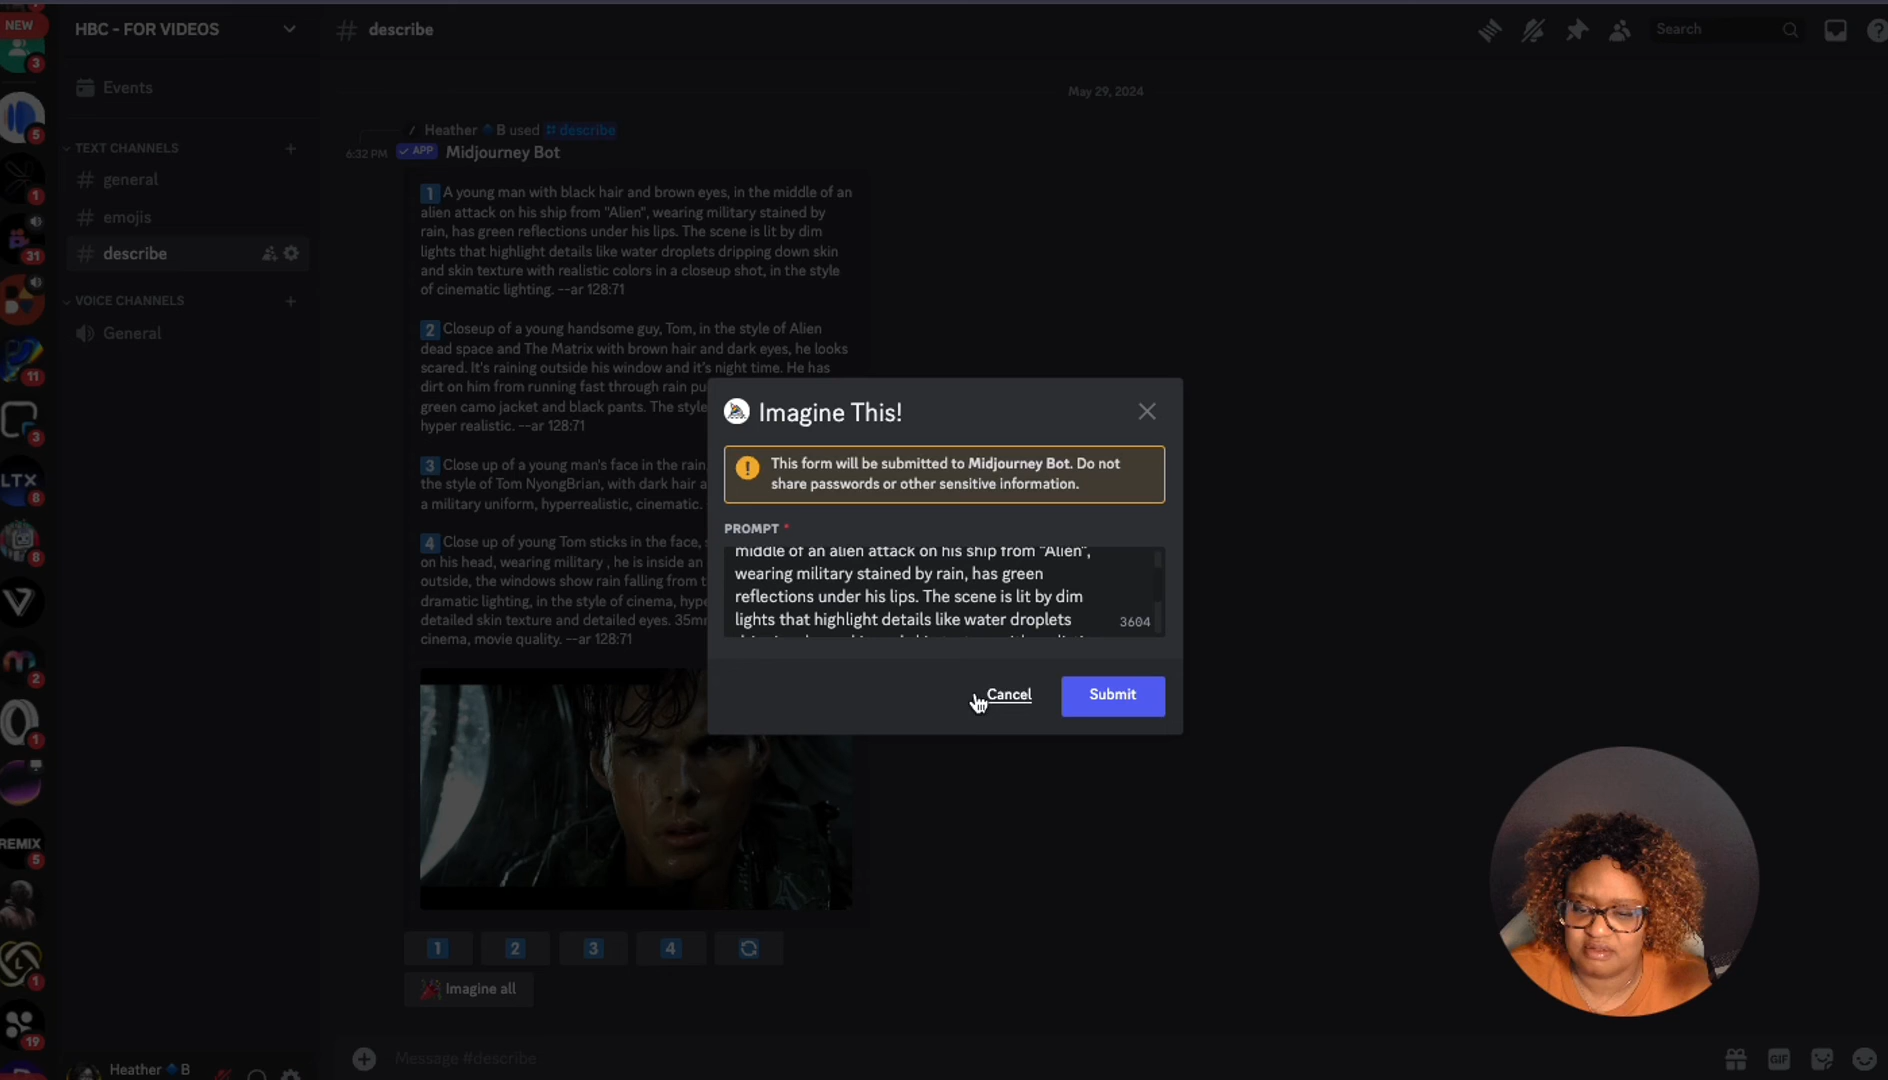 NEW
HBC - FOR VIDEOS
# describe
Search
3
Events
May 29, 2024
5
Heather B used describe
TEXT CHANNELS
6:32 PM APP Midjourney Bot
# general
1
1 A young man with black hair and brown eyes, in the middle of an
alien attack on his ship from "Alien", wearing military stained by
rain, has green reflections under his lips. The scene is lit by dim
lights that highlight details like water droplets dripping down skin
and skin texture with realistic colors in a closeup shot, in the style
of cinematic lighting. --ar 128:71
# emojis
# describe
31
VOICE CHANNELS
General
2 Closeup of a young handsome guy, Tom, in the style of Alien
dead space and The Matrix with brown hair and dark eyes, he looks
scared. It's raining outside his window and it's night time. He has
dirt on him from running fast through rain pu
green camo jacket and black pants. The style
hyper realistic. --ar 128:71
11
3
3 Close up of a young man's face in the rain,
the style of Tom NyongBrian, with dark hair a
a military uniform, hyperrealistic, cinematic.
LTX
8
4 Close up of young Tom sticks in the face, s
on his head, wearing military , he is inside an
outside, the windows show rain falling from t
dramatic lighting, in the style of cinema, hype
detailed skin texture and detailed eyes. 35mm
cinema, movie quality. --ar 128:71
8
2
1
Imagine This!
This form will be submitted to Midjourney Bot. Do not
share passwords or other sensitive information.
PROMPT *
middle of an alien attack on his ship from "Alien",
wearing military stained by rain, has green
reflections under his lips. The scene is lit by dim
lights that highlight details like water droplets
3604
Cancel
Submit
REMIX
5
1
19
1 2 3 4
Imagine all
Message #describe
GIF
Heather B